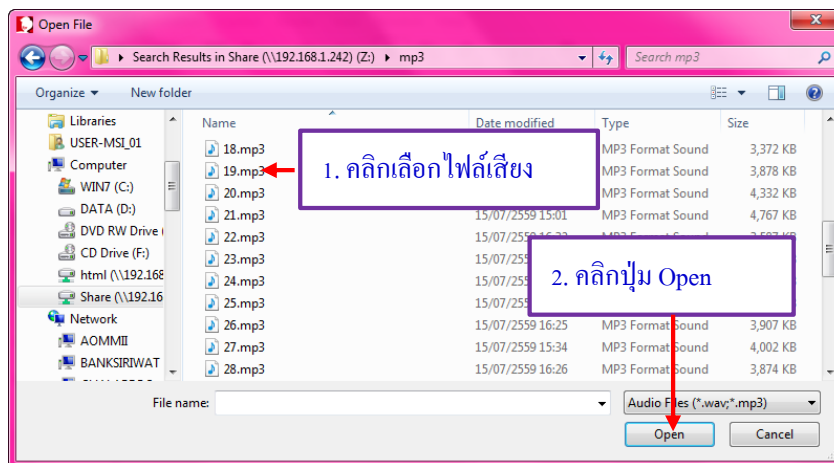 Open File
Search Results in Share (\\192.168.1.242) (Z:) ▸ mp3
Search mp3
Organize
New folder
Name
Date modified
Type
Size
Libraries
USER-MSI_01
Computer
WIN7 (C:)
DATA (D:)
DVD RW Drive
CD Drive (F:)
html (\\192.168
Share (\\192.16
Network
AOMMII
BANKSIRIWAT
18.mp3 MP3 Format Sound 3,372 KB
19.mp3 MP3 Format Sound 3,878 KB
20.mp3 MP3 Format Sound 4,332 KB
21.mp3 15/07/2559 15:01 MP3 Format Sound 4,767 KB
22.mp3
23.mp3
24.mp3
25.mp3
26.mp3 15/07/2559 16:25 MP3 Format Sound 3,907 KB
27.mp3 15/07/2559 15:34 MP3 Format Sound 4,002 KB
28.mp3 15/07/2559 16:26 MP3 Format Sound 3,874 KB
1. คลิกเลือกไฟล์เสียง
2. คลิกปุ่ม Open
File name:
Audio Files (*.wav;*.mp3)
Open
Cancel